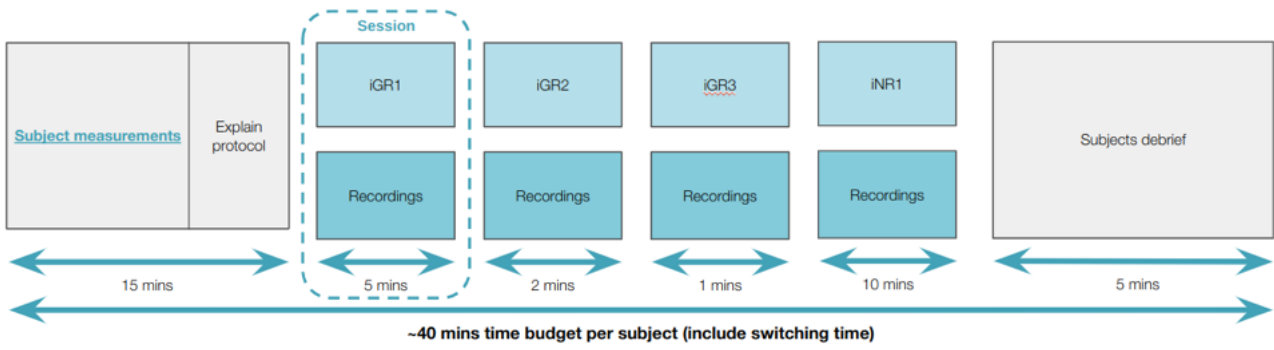 Session
Subject measurements
Explain
protocol
iGR1
iGR2
iGR3
iNR1
Subjects debrief
Recordings
Recordings
Recordings
Recordings
15 mins
5 mins
2 mins
1 mins
10 mins
5 mins
~40 mins time budget per subject (include switching time)